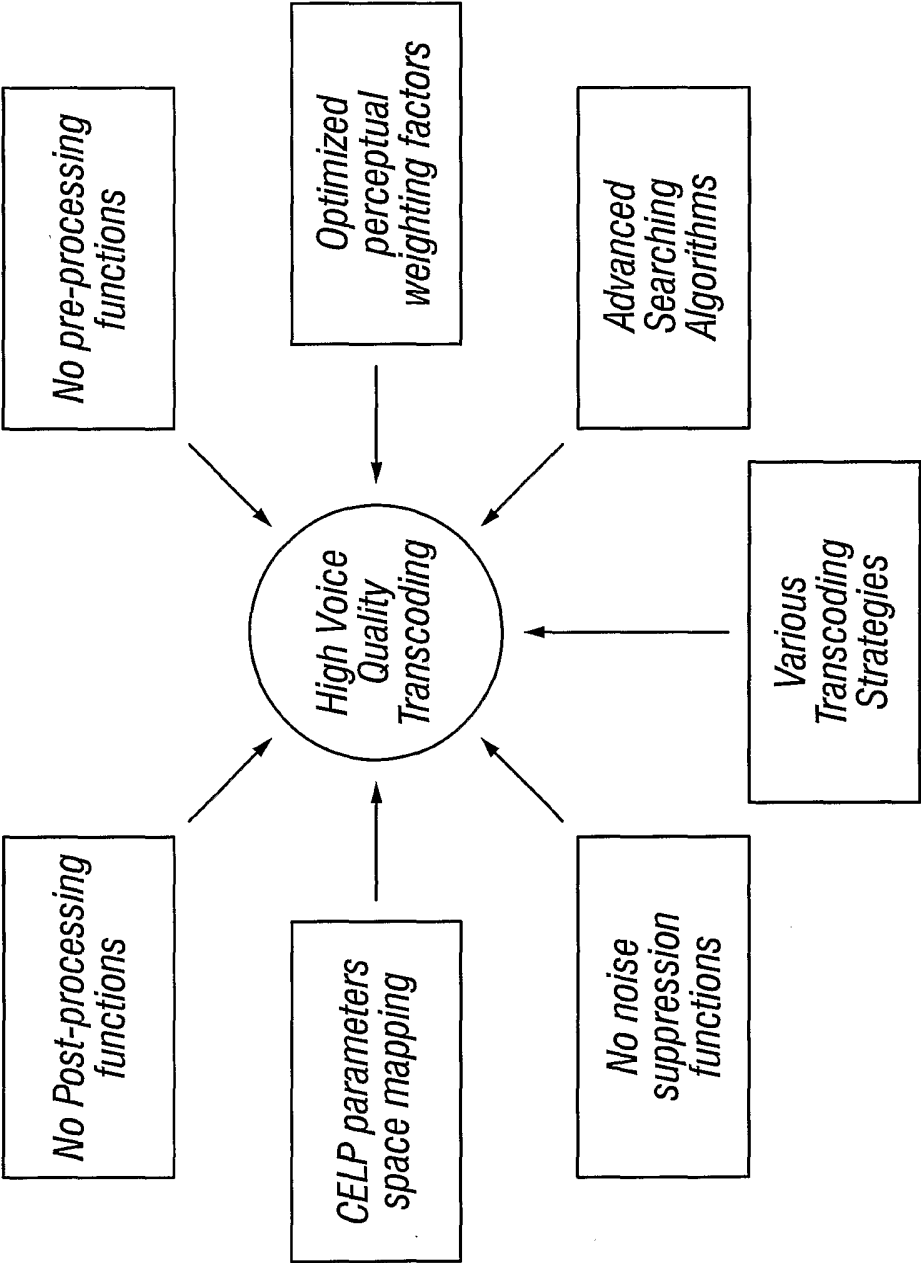 No Post-processing
functions
No pre-processing
functions
CELP parameters
space mapping
High Voice
Quality
Transcoding
Optimized
perceptual
weighting factors
No noise
suppression
functions
Advanced
Searching
Algorithms
Various
Transcoding
Strategies